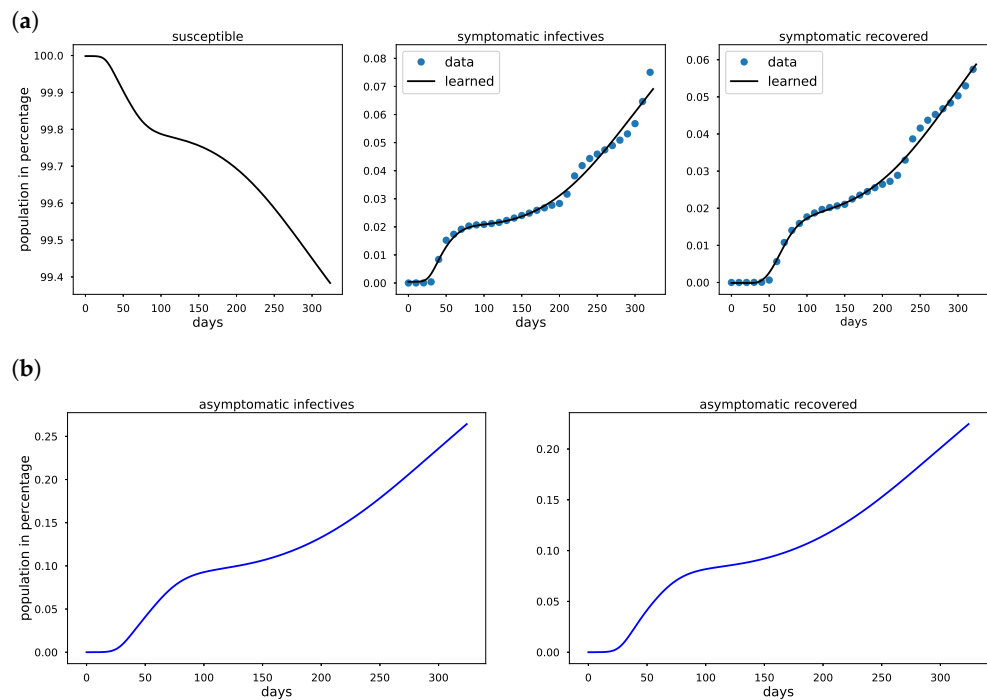 (a)
susceptible
symptomatic infectives
symptomatic recovered
population in percentage
100.0
99.9
99.8
99.7
99.6
99.5
99.4
0 50 100 150 200 250 300
days
data
learned
0.08
0.07
0.06
0.05
0.04
0.03
0.02
0.01
0.00
0 50 100 150 200 250 300
days
data
learned
0.06
0.05
0.04
0.03
0.02
0.01
0.00
0 50 100 150 200 250 300
days
(b)
asymptomatic infectives
asymptomatic recovered
population in percentage
0.25
0.20
0.15
0.10
0.05
0.00
0 50 100 150 200 250 300
days
0.20
0.15
0.10
0.05
0.00
0 50 100 150 200 250 300
days